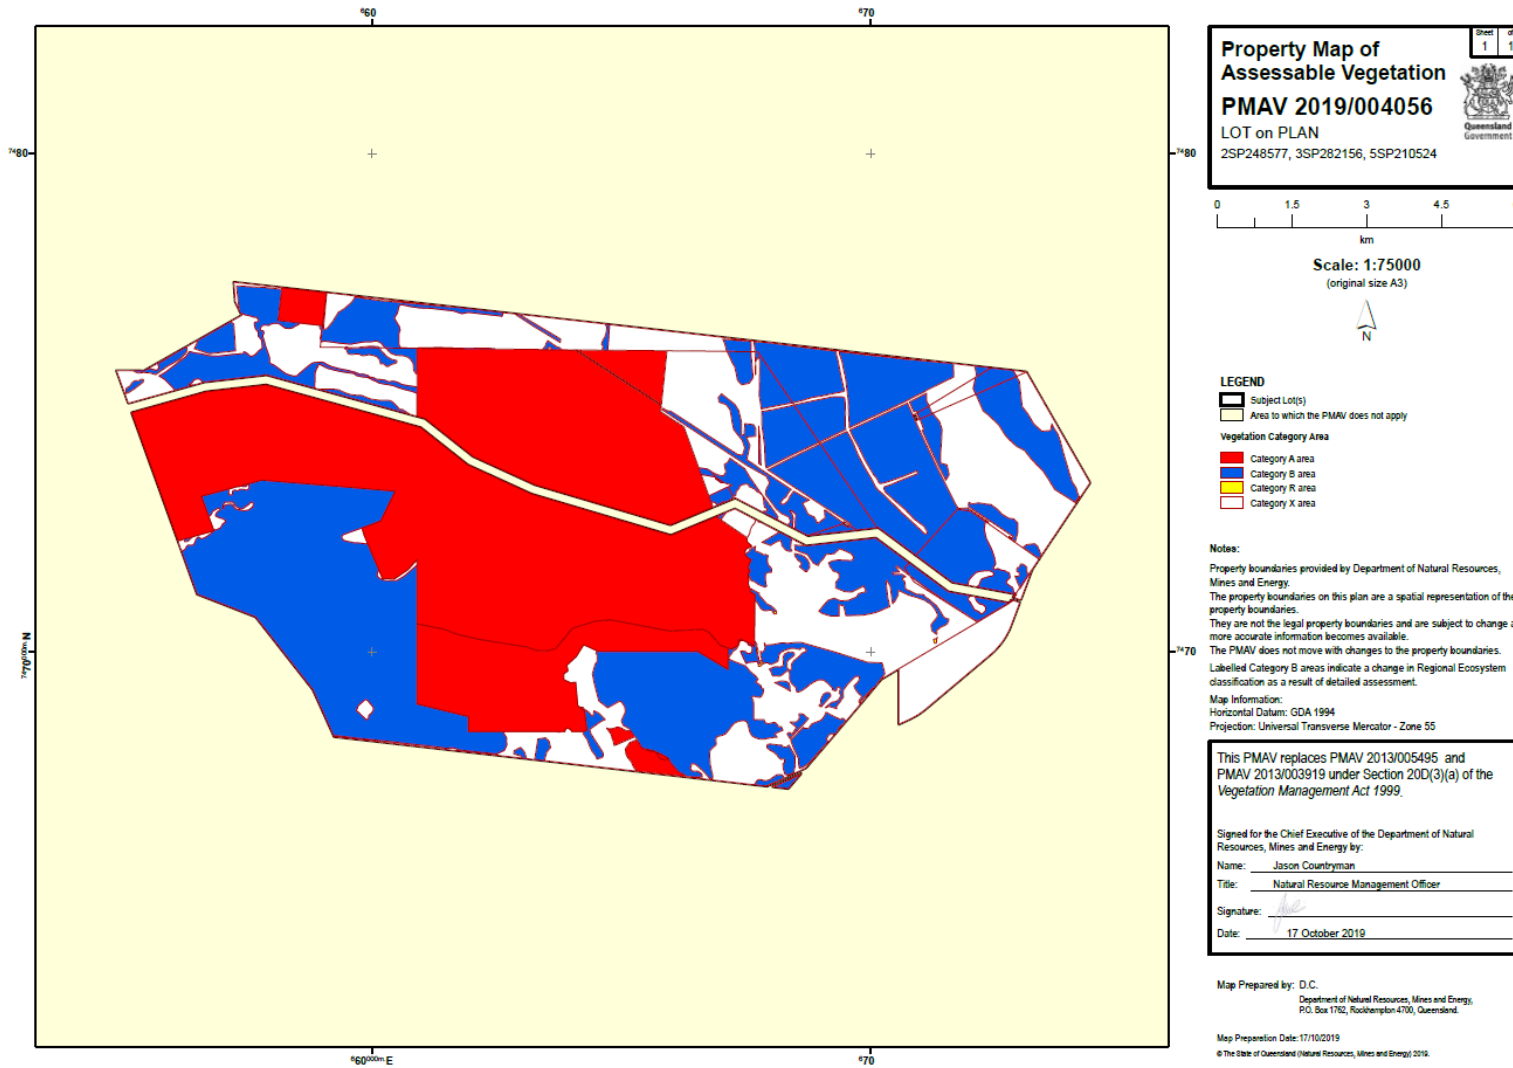 ⁶60
⁶70
Property Map of
Assessable Vegetation
PMAV 2019/004056
LOT on PLAN
2SP248577, 3SP282156, 5SP210524
Sheet of
1 1
Queensland
Government
⁷⁴80
⁷⁴80
0 1.5 3 4.5
km
Scale: 1:75000
(original size A3)
N
LEGEND
Subject Lot(s)
Area to which the PMAV does not apply
Vegetation Category Area
Category A area
Category B area
Category R area
Category X area
Notes:
Property boundaries provided by Department of Natural Resources,
Mines and Energy.
The property boundaries on this plan are a spatial representation of the
property boundaries.
They are not the legal property boundaries and are subject to change a
more accurate information becomes available.
The PMAV does not move with changes to the property boundaries.
Labelled Category B areas indicate a change in Regional Ecosystem
classification as a result of detailed assessment.
Map Information:
Horizontal Datum: GDA 1994
Projection: Universal Transverse Mercator - Zone 55
⁷⁴70⁰⁰⁰ᵐ N
⁷⁴70
This PMAV replaces PMAV 2013/005495 and
PMAV 2013/003919 under Section 20D(3)(a) of the
Vegetation Management Act 1999.
Signed for the Chief Executive of the Department of Natural
Resources, Mines and Energy by:
Name: Jason Countryman
Title: Natural Resource Management Officer
Signature:
Date: 17 October 2019
Map Prepared by: D.C.
Department of Natural Resources, Mines and Energy,
P.O. Box 1762, Rockhampton 4700, Queensland.
Map Preparation Date: 17/10/2019
© The State of Queensland (Natural Resources, Mines and Energy) 2019.
⁶60⁰⁰⁰ᵐ E
⁶70